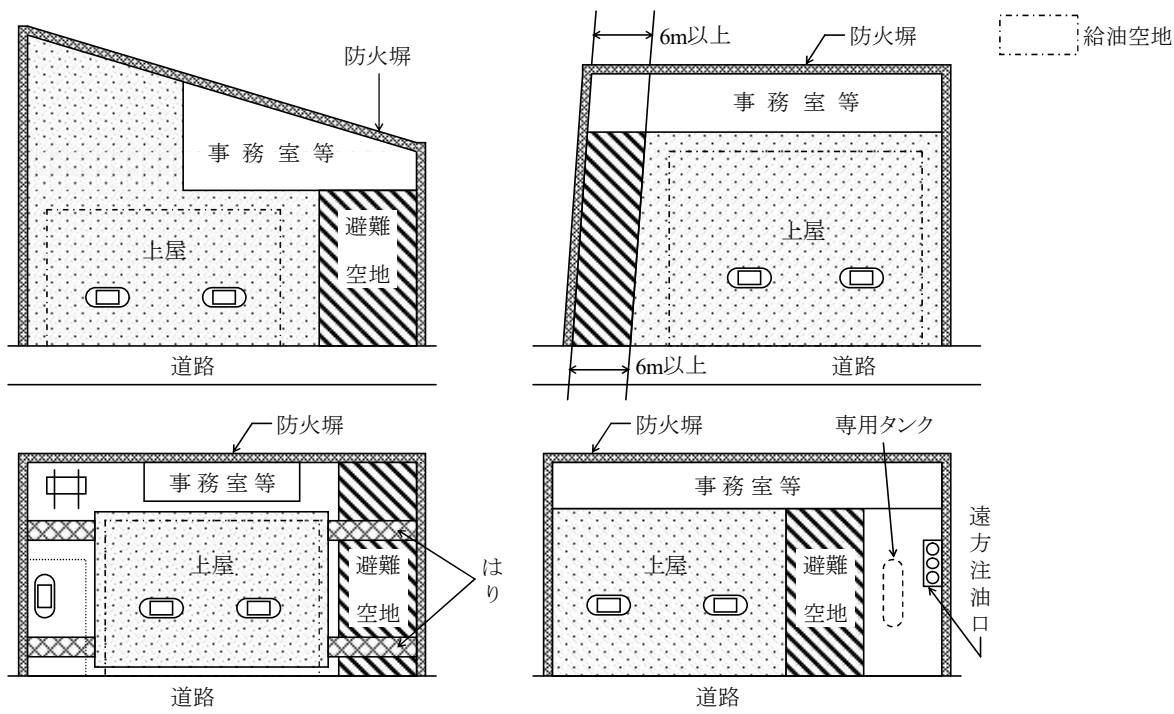 防火塀
事務室等
上屋
避難
空地
道路
6m以上
防火塀
事務室等
上屋
6m以上
道路
給油空地
防火塀
事務室等
上屋
避難
空地
はり
道路
防火塀
専用タンク
事務室等
上屋
避難
空地
遠方注油口
道路